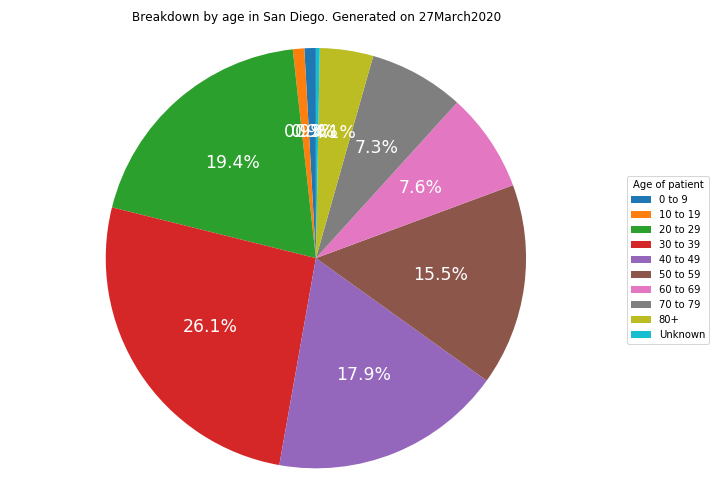 Breakdown by age in San Diego. Generated on 27March2020
19.4%
7.3%
7.6%
15.5%
26.1%
17.9%
Age of patient
0 to 9
10 to 19
20 to 29
30 to 39
40 to 49
50 to 59
60 to 69
70 to 79
80+
Unknown